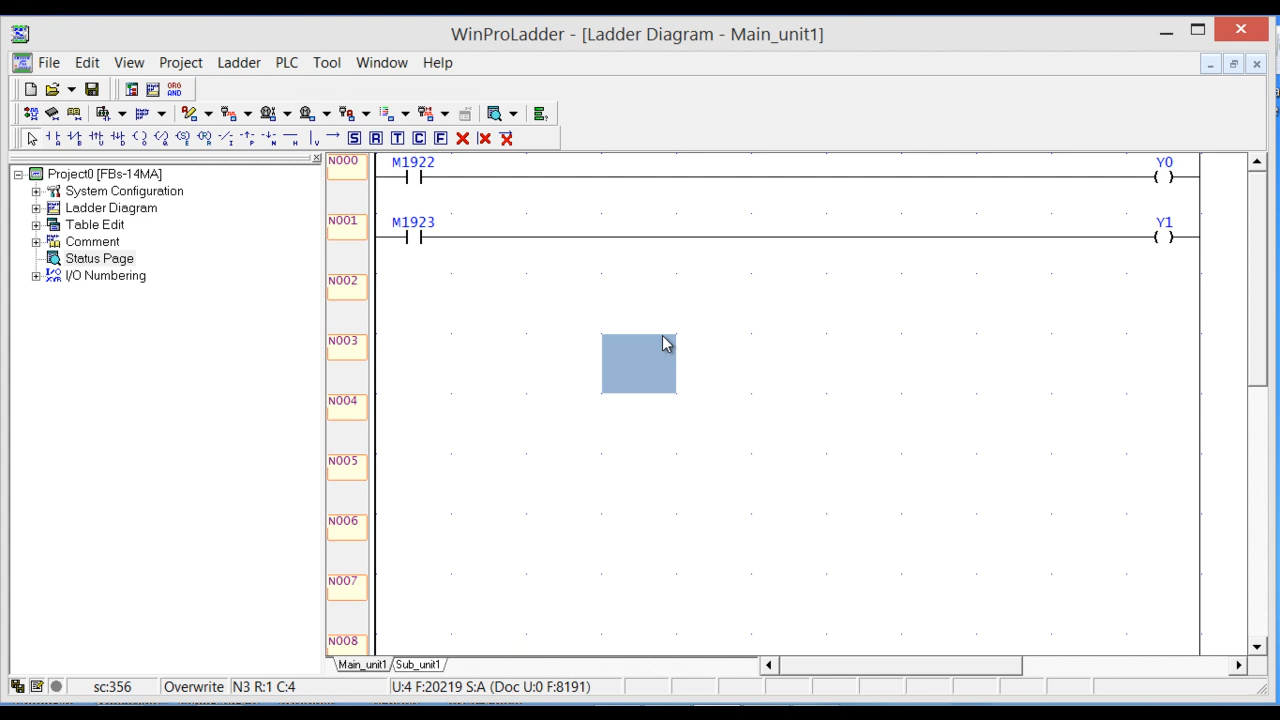 WinProLadder - [Ladder Diagram - Main_unit1]
File Edit View Project Ladder PLC Tool Window Help
ORG AND
A B U D O Q S R I P N H V S R T C F
Project0 [FBs-14MA]
System Configuration
Ladder Diagram
Table Edit
Comment
Status Page
I/O Numbering
N000 M1922 Y0
N001 M1923 Y1
N002
N003
N004
N005
N006
N007
N008
Main_unit1 Sub_unit1
sc:356 Overwrite N3 R:1 C:4 U:4 F:20219 S:A (Doc U:0 F:8191)